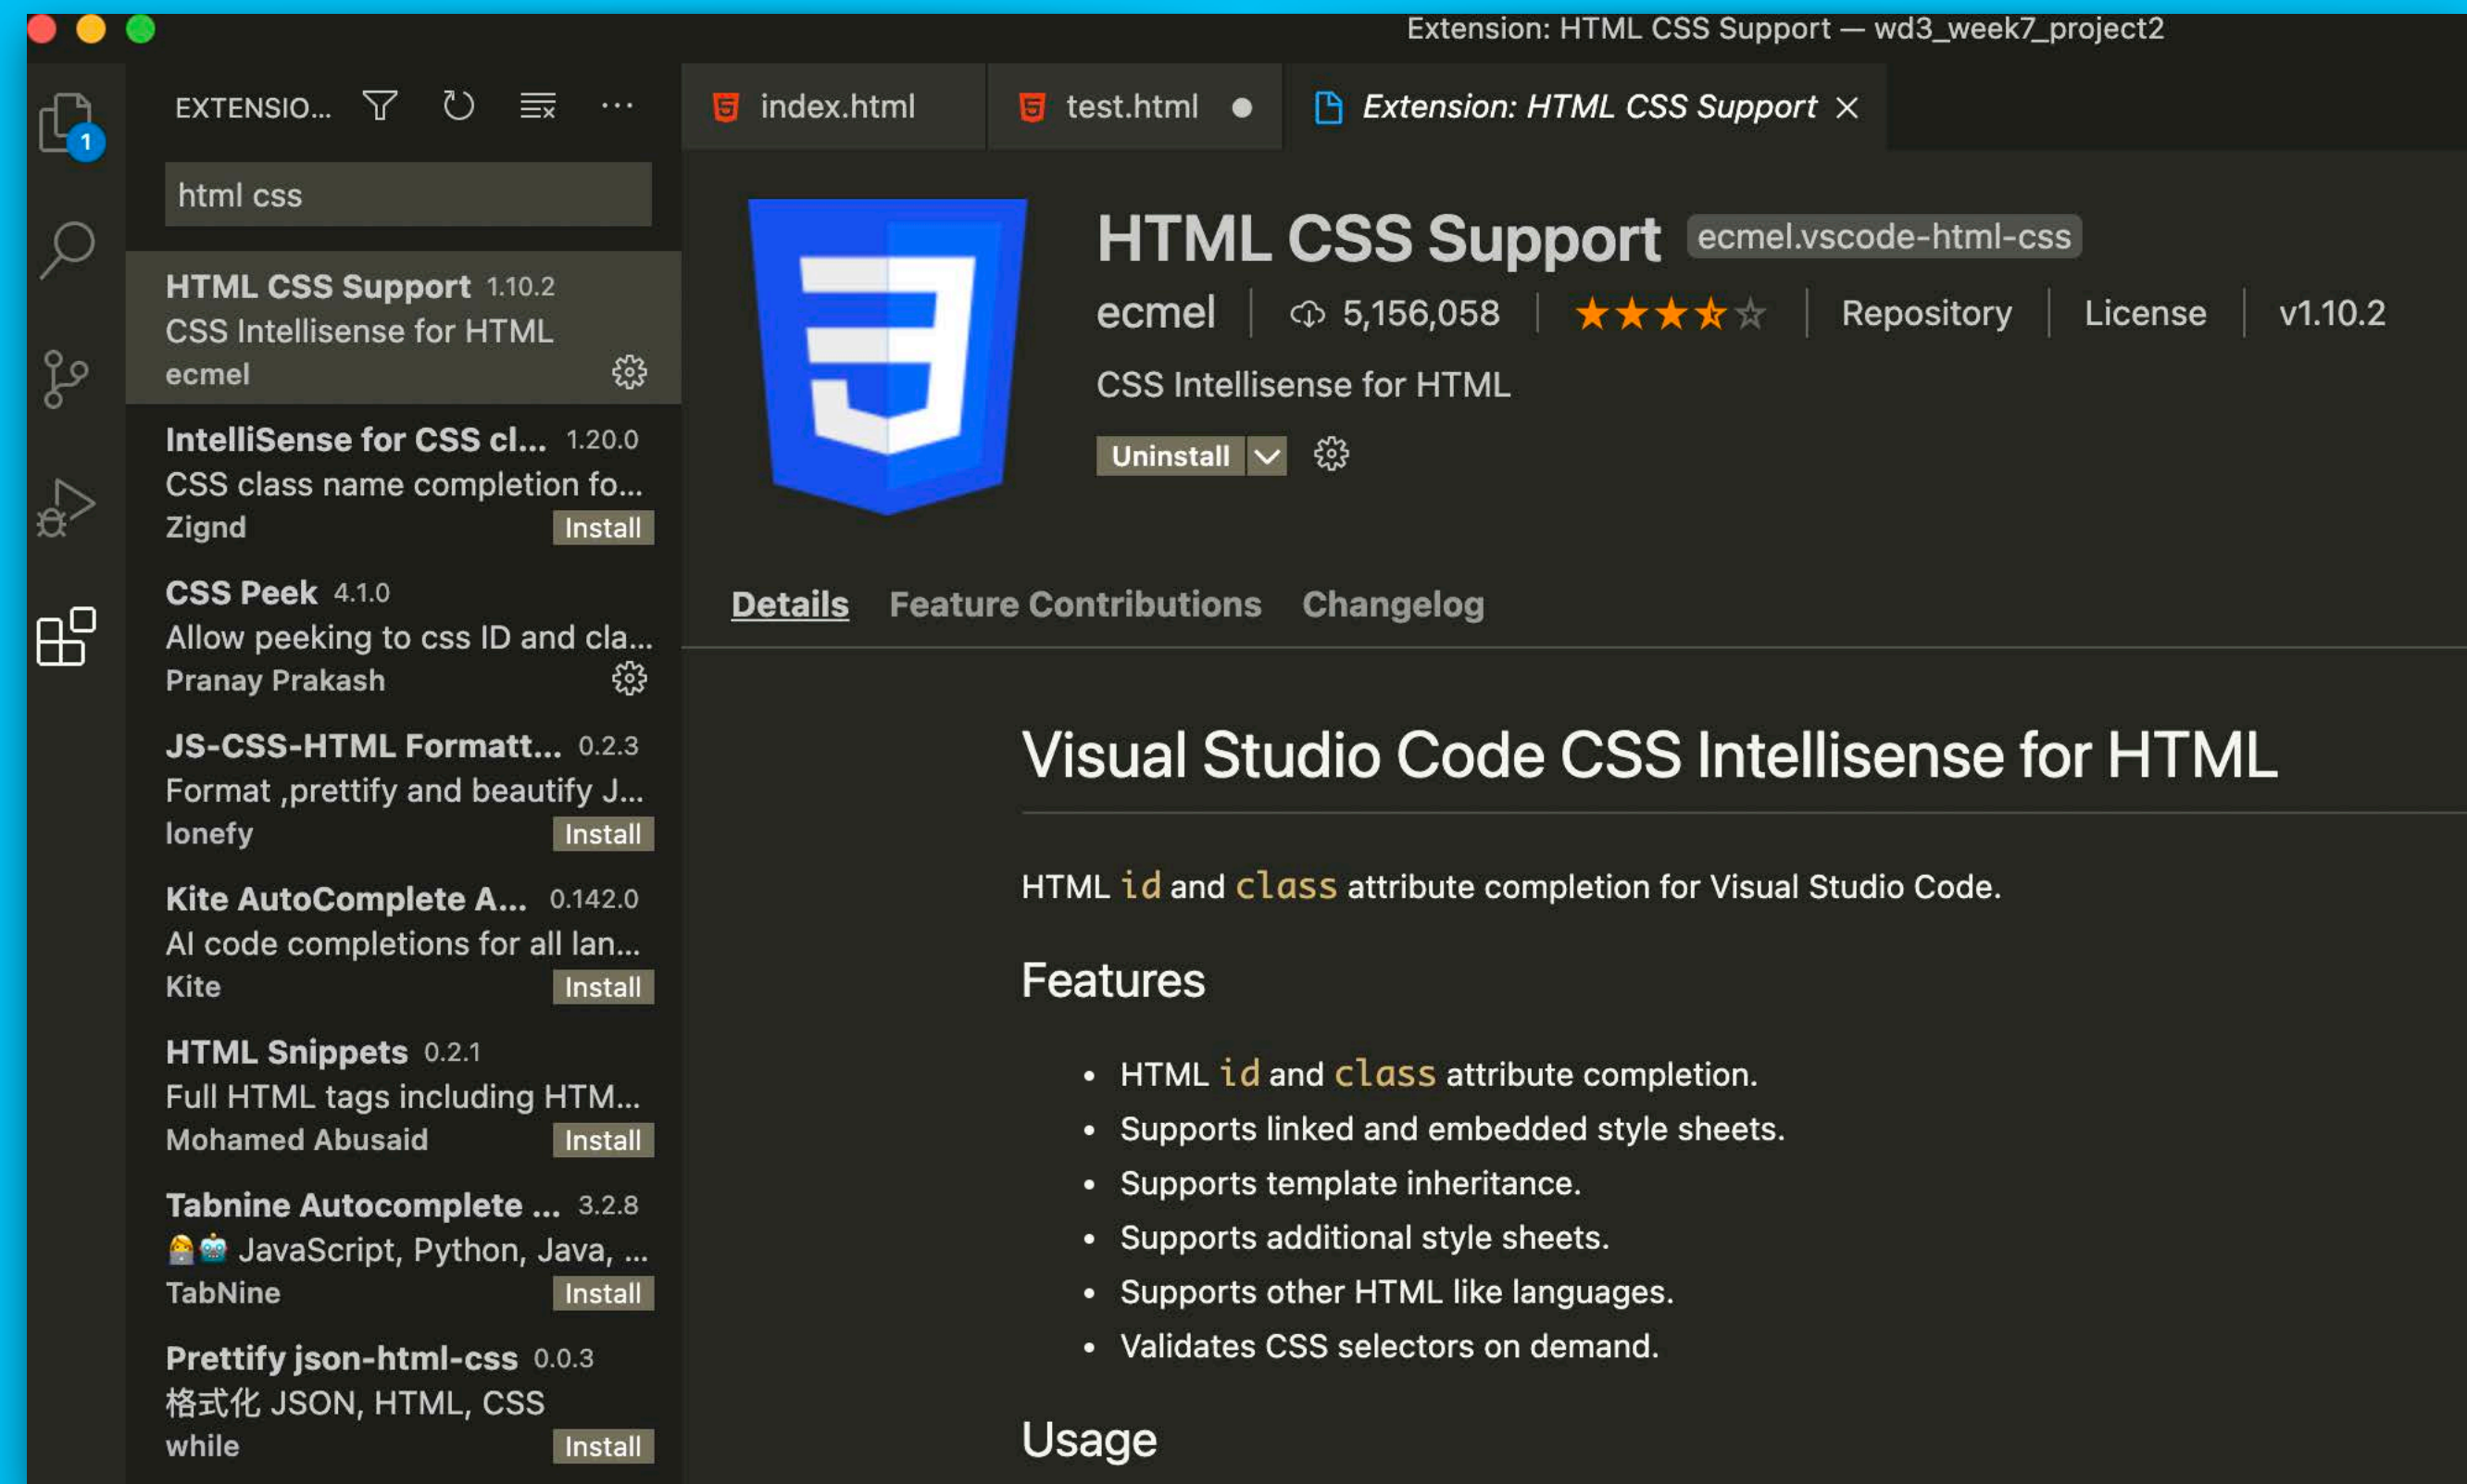 Extension: HTML CSS Support — wd3_week7_project2
1
EXTENSIO...
html css
HTML CSS Support 1.10.2
CSS Intellisense for HTML
ecmel
IntelliSense for CSS cl... 1.20.0
CSS class name completion fo...
Zignd Install
CSS Peek 4.1.0
Allow peeking to css ID and cla...
Pranay Prakash
JS-CSS-HTML Formatt... 0.2.3
Format ,prettify and beautify J...
lonefy Install
Kite AutoComplete A... 0.142.0
AI code completions for all lan...
Kite Install
HTML Snippets 0.2.1
Full HTML tags including HTM...
Mohamed Abusaid Install
Tabnine Autocomplete ... 3.2.8
JavaScript, Python, Java, ...
TabNine Install
Prettify json-html-css 0.0.3
格式化 JSON, HTML, CSS
while Install
index.html test.html Extension: HTML CSS Support
HTML CSS Support ecmel.vscode-html-css
ecmel 5,156,058 Repository License v1.10.2
CSS Intellisense for HTML
Uninstall
Details Feature Contributions Changelog
Visual Studio Code CSS Intellisense for HTML
HTML id and class attribute completion for Visual Studio Code.
Features
• HTML id and class attribute completion.
• Supports linked and embedded style sheets.
• Supports template inheritance.
• Supports additional style sheets.
• Supports other HTML like languages.
• Validates CSS selectors on demand.
Usage